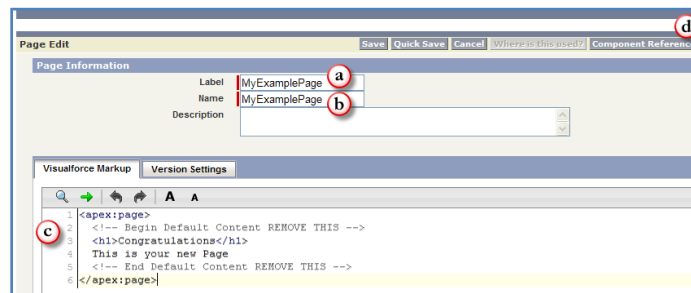 d
Page Edit Save Quick Save Cancel Where is this used? Component Reference
Page Information
Label MyExamplePage a
Name MyExamplePage b
Description
Visualforce Markup Version Settings
A A
c
1 <apex:page>
2 <!-- Begin Default Content REMOVE THIS -->
3 <h1>Congratulations</h1>
4 This is your new Page
5 <!-- End Default Content REMOVE THIS -->
6 </apex:page>